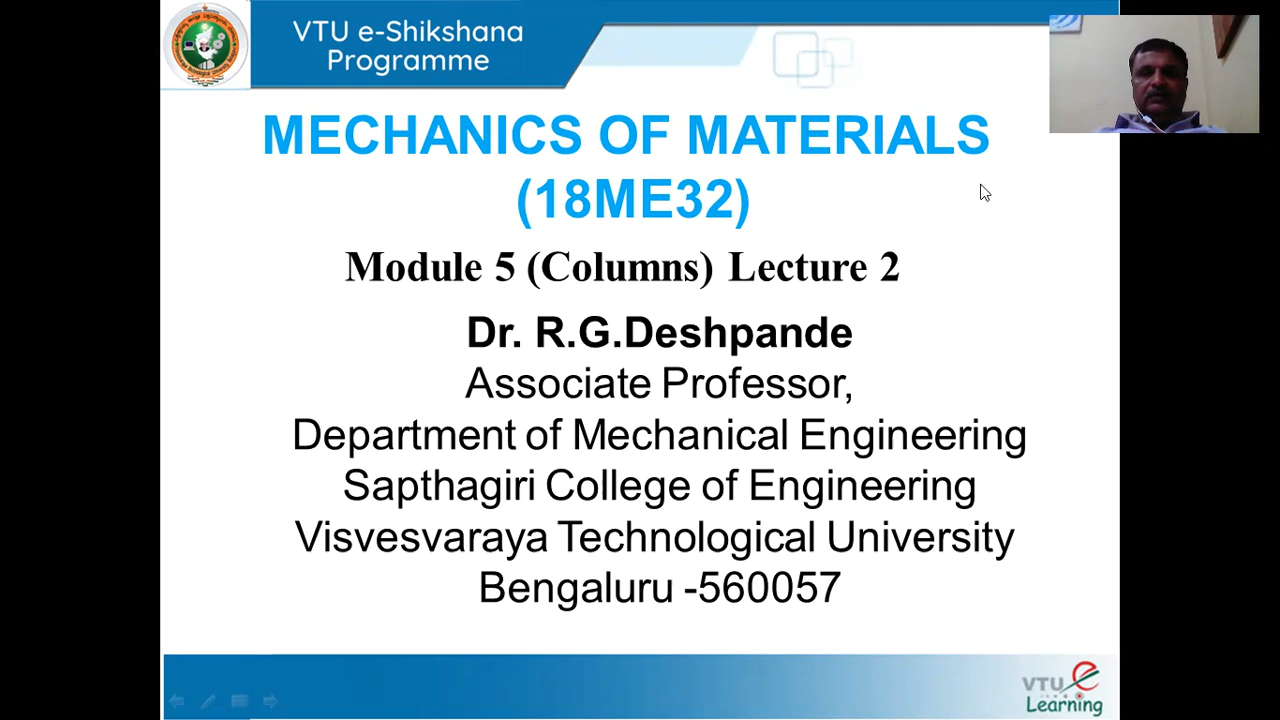 VTU e-Shikshana
Programme
MECHANICS OF MATERIALS
(18ME32)
Module 5 (Columns) Lecture 2
Dr. R.G.Deshpande
Associate Professor,
Department of Mechanical Engineering
Sapthagiri College of Engineering
Visvesvaraya Technological University
Bengaluru -560057
VTU e
Learning